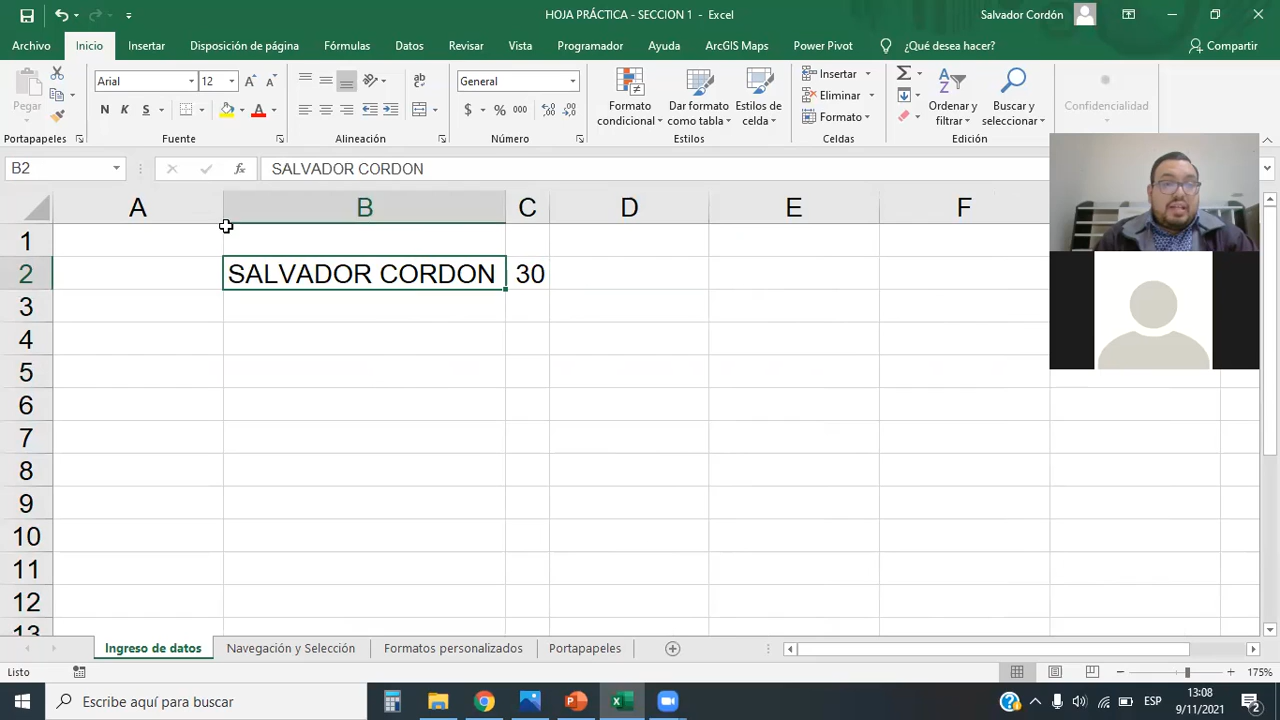 HOJA PRÁCTICA - SECCION 1 - Excel
Salvador Cordón
Archivo Inicio Insertar Disposición de página Fórmulas Datos Revisar Vista Programador Ayuda ArcGIS Maps Power Pivot ¿Qué desea hacer? Compartir
Pegar
Portapapeles
Arial 12
N K S
Fuente
ab
Alineación
General
$ % 000
Número
Formato condicional
Dar formato como tabla
Estilos de celda
Estilos
Insertar
Eliminar
Formato
Celdas
Ordenar y filtrar
Buscar y seleccionar
Edición
Confidencialidad
B2 fx SALVADOR CORDON
A B C D E F
1
2 SALVADOR CORDON 30
3
4
5
6
7
8
9
10
11
12
13
Ingreso de datos Navegación y Selección Formatos personalizados Portapapeles
Listo 175%
Escribe aquí para buscar
ESP
13:08
9/11/2021
2